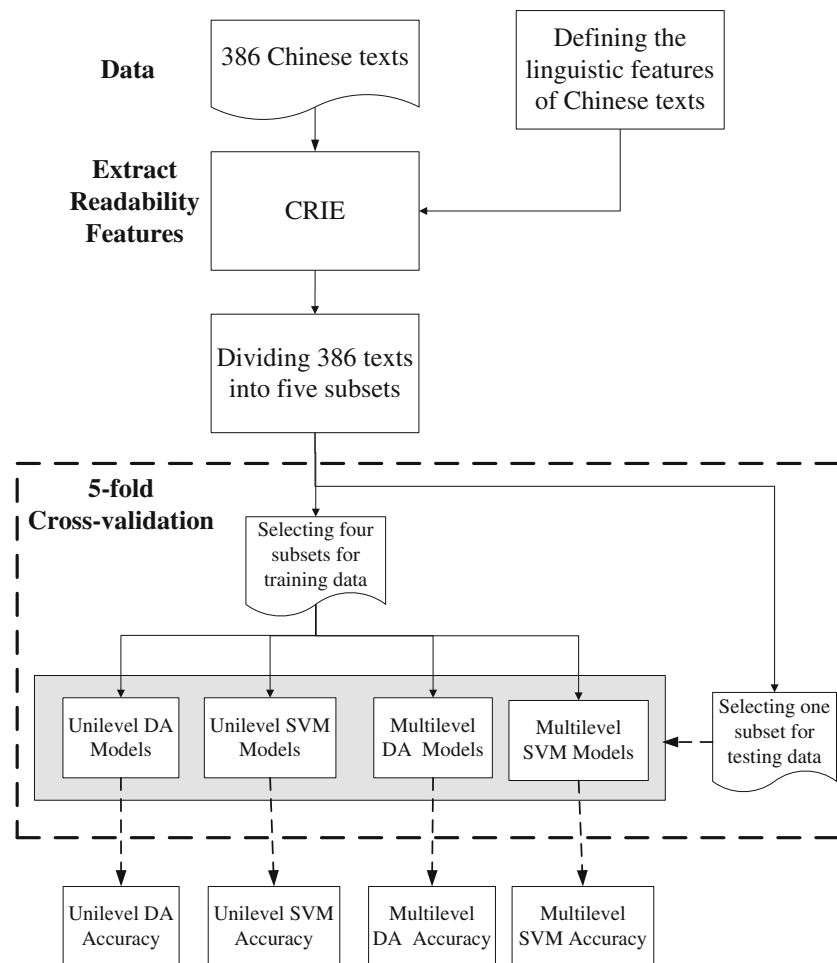 Data
386 Chinese texts
Defining the
linguistic features
of Chinese texts
Extract
Readability
Features
CRIE
Dividing 386 texts
into five subsets
5-fold
Cross-validation
Selecting four
subsets for
training data
Unilevel DA
Models
Unilevel SVM
Models
Multilevel
DA Models
Multilevel
SVM Models
Selecting one
subset for
testing data
Unilevel DA
Accuracy
Unilevel SVM
Accuracy
Multilevel
DA Accuracy
Multilevel
SVM Accuracy